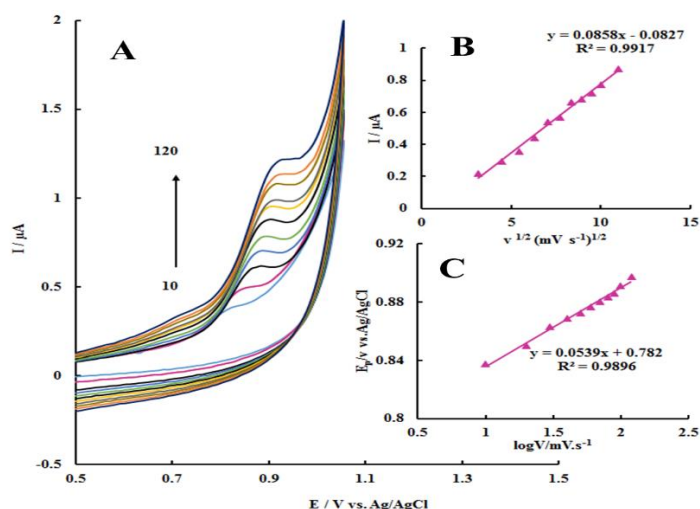 A
2
1.5
1
0.5
0
-0.5
I / µA
120
10
0.5 0.7 0.9 1.1 1.3 1.5
E / V vs. Ag/AgCl
B
y = 0.0858x - 0.0827
R² = 0.9917
1
0.8
0.6
0.4
0.2
0
I / µA
0 5 10 15
v 1/2 (mV s-1)1/2
C
0.92
0.88
0.84
0.8
Ep/v vs.Ag/AgCl
y = 0.0539x + 0.782
R² = 0.9896
0.5 1 1.5 2 2.5
logV/mV.s-1